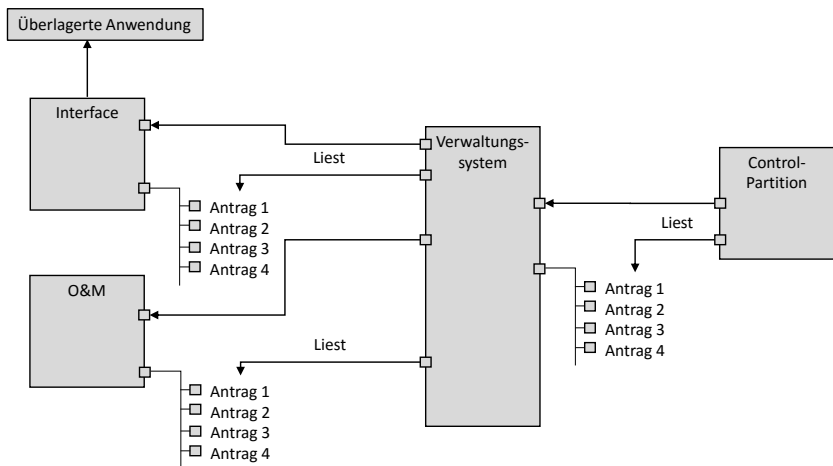 Überlagerte Anwendung
Interface
Liest
Antrag 1
Antrag 2
Antrag 3
Antrag 4
O&M
Liest
Antrag 1
Antrag 2
Antrag 3
Antrag 4
Verwaltungs-
system
Control-
Partition
Liest
Antrag 1
Antrag 2
Antrag 3
Antrag 4